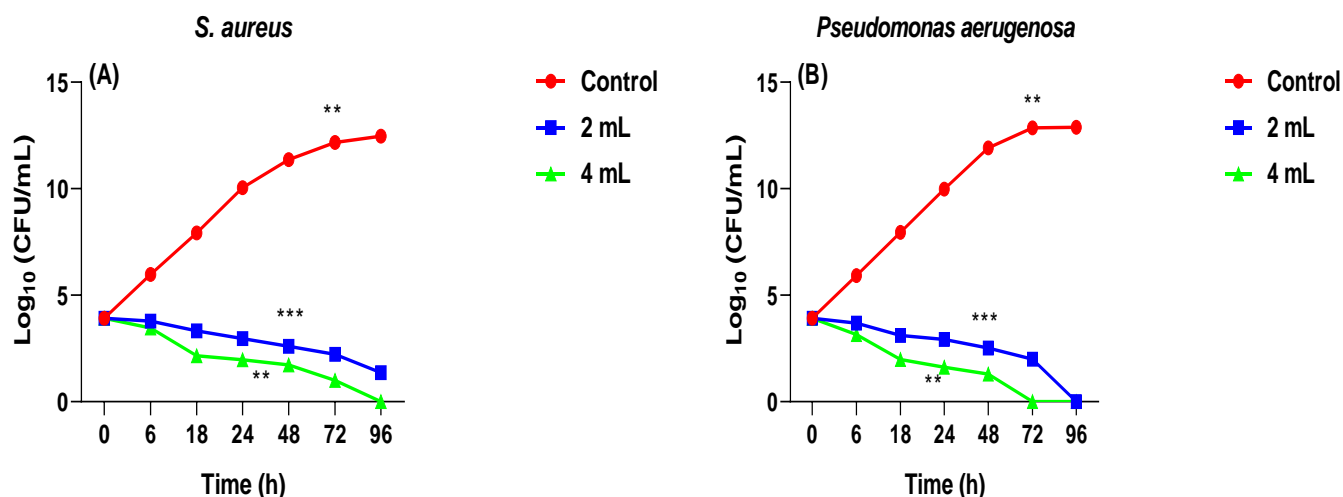 S. aureus
(A)
Log₁₀ (CFU/mL)
15
10
5
0
**
***
**
0 6 18 24 48 72 96
Time (h)
Control
2 mL
4 mL
Pseudomonas aerugenosa
(B)
Log₁₀ (CFU/mL)
15
10
5
0
**
***
**
0 6 18 24 48 72 96
Time (h)
Control
2 mL
4 mL